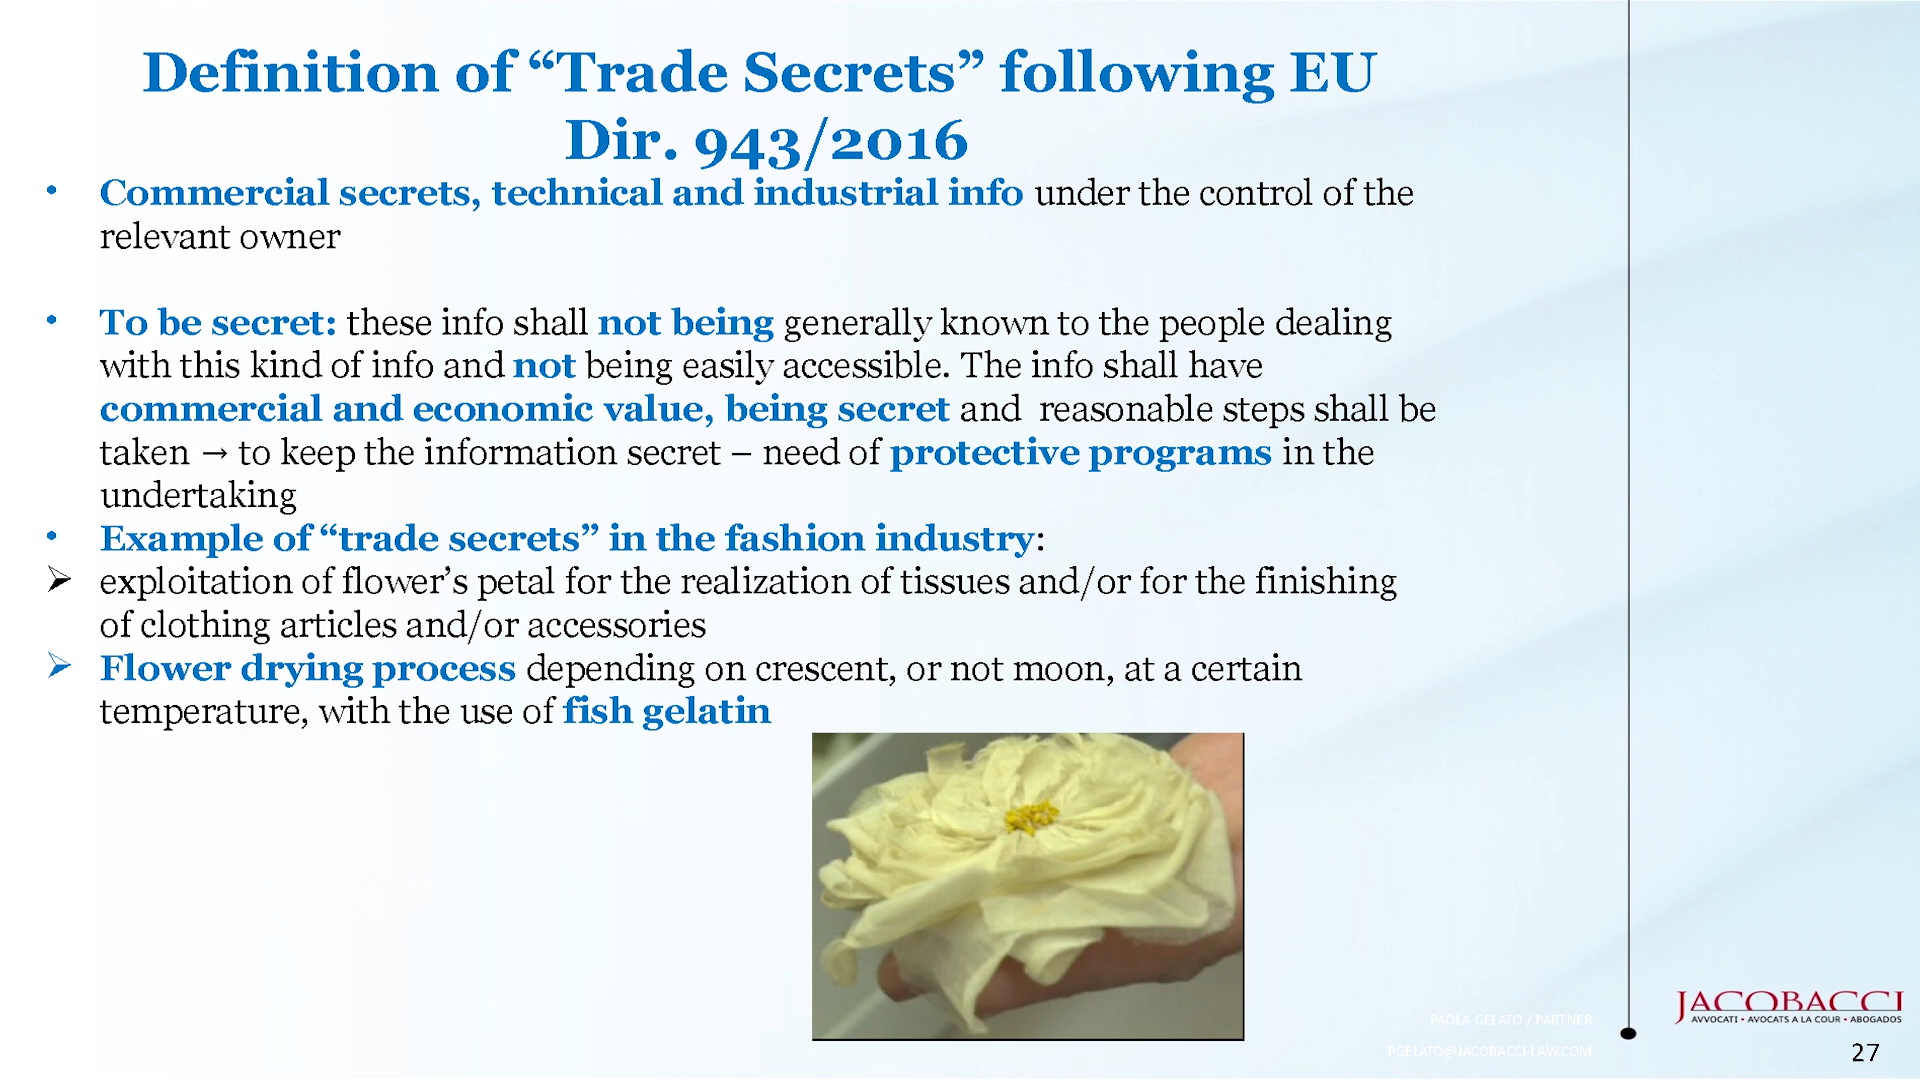 Definition of “Trade Secrets” following EU
Dir. 943/2016
• Commercial secrets, technical and industrial info under the control of the
relevant owner
• To be secret: these info shall not being generally known to the people dealing
with this kind of info and not being easily accessible. The info shall have
commercial and economic value, being secret and reasonable steps shall be
taken → to keep the information secret – need of protective programs in the
undertaking
• Example of “trade secrets” in the fashion industry:
➢ exploitation of flower’s petal for the realization of tissues and/or for the finishing
of clothing articles and/or accessories
➢ Flower drying process depending on crescent, or not moon, at a certain
temperature, with the use of fish gelatin
PAOLA GELATO / PARTNER
PGELATO@JACOBACCI-LAW.COM
JACOBACCI
AVVOCATI • AVOCATS A LA COUR • ABOGADOS
27